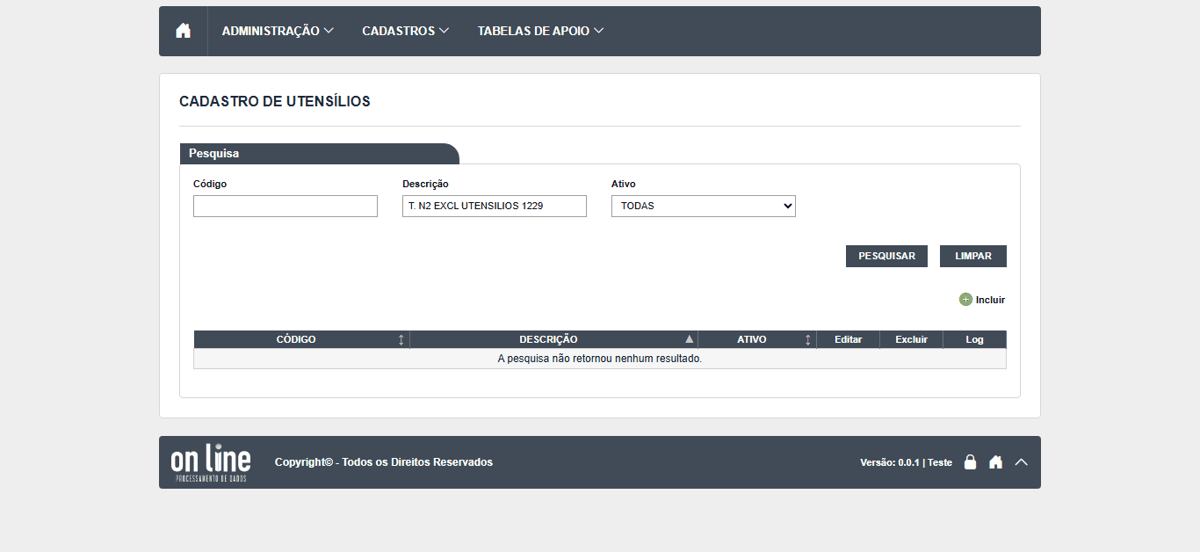 ADMINISTRAÇÃO CADASTROS TABELAS DE APOIO
CADASTRO DE UTENSÍLIOS
Pesquisa
Código Descrição Ativo
T. N2 EXCL UTENSILIOS 1229 TODAS
PESQUISAR LIMPAR
Incluir
CÓDIGO DESCRIÇÃO ATIVO Editar Excluir Log
A pesquisa não retornou nenhum resultado.
on line
PROCESSAMENTO DE DADOS
Copyright© - Todos os Direitos Reservados
Versão: 0.0.1 | Teste